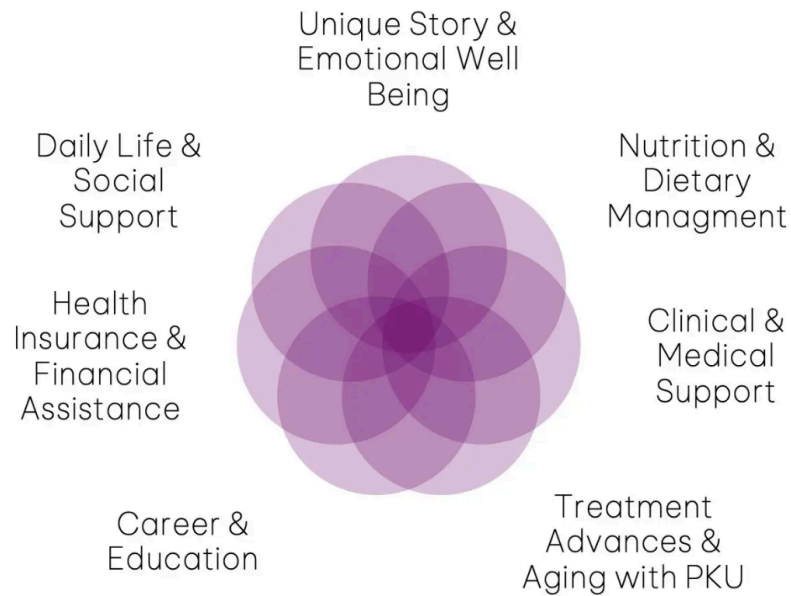 Unique Story &
Emotional Well
Being
Nutrition &
Dietary
Managment
Clinical &
Medical
Support
Treatment
Advances &
Aging with PKU
Career &
Education
Health
Insurance &
Financial
Assistance
Daily Life &
Social
Support